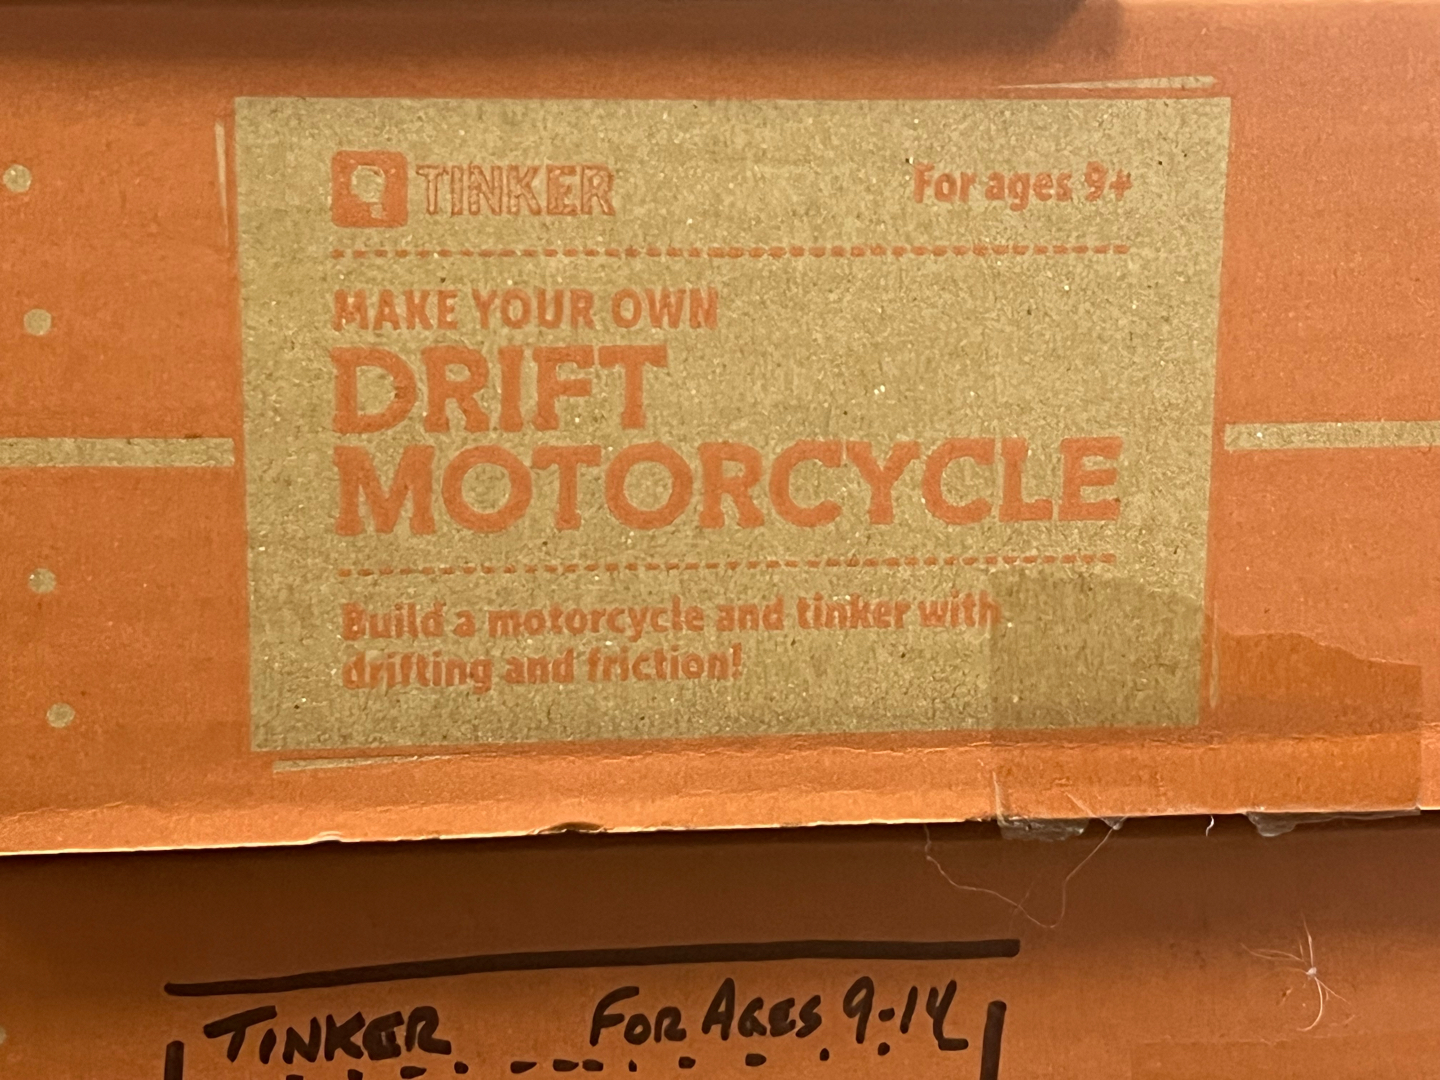 TINKER For ages 9+
MAKE YOUR OWN
DRIFT
MOTORCYCLE
Build a motorcycle and tinker with
drifting and friction!
TINKER FOR AGES 9-14